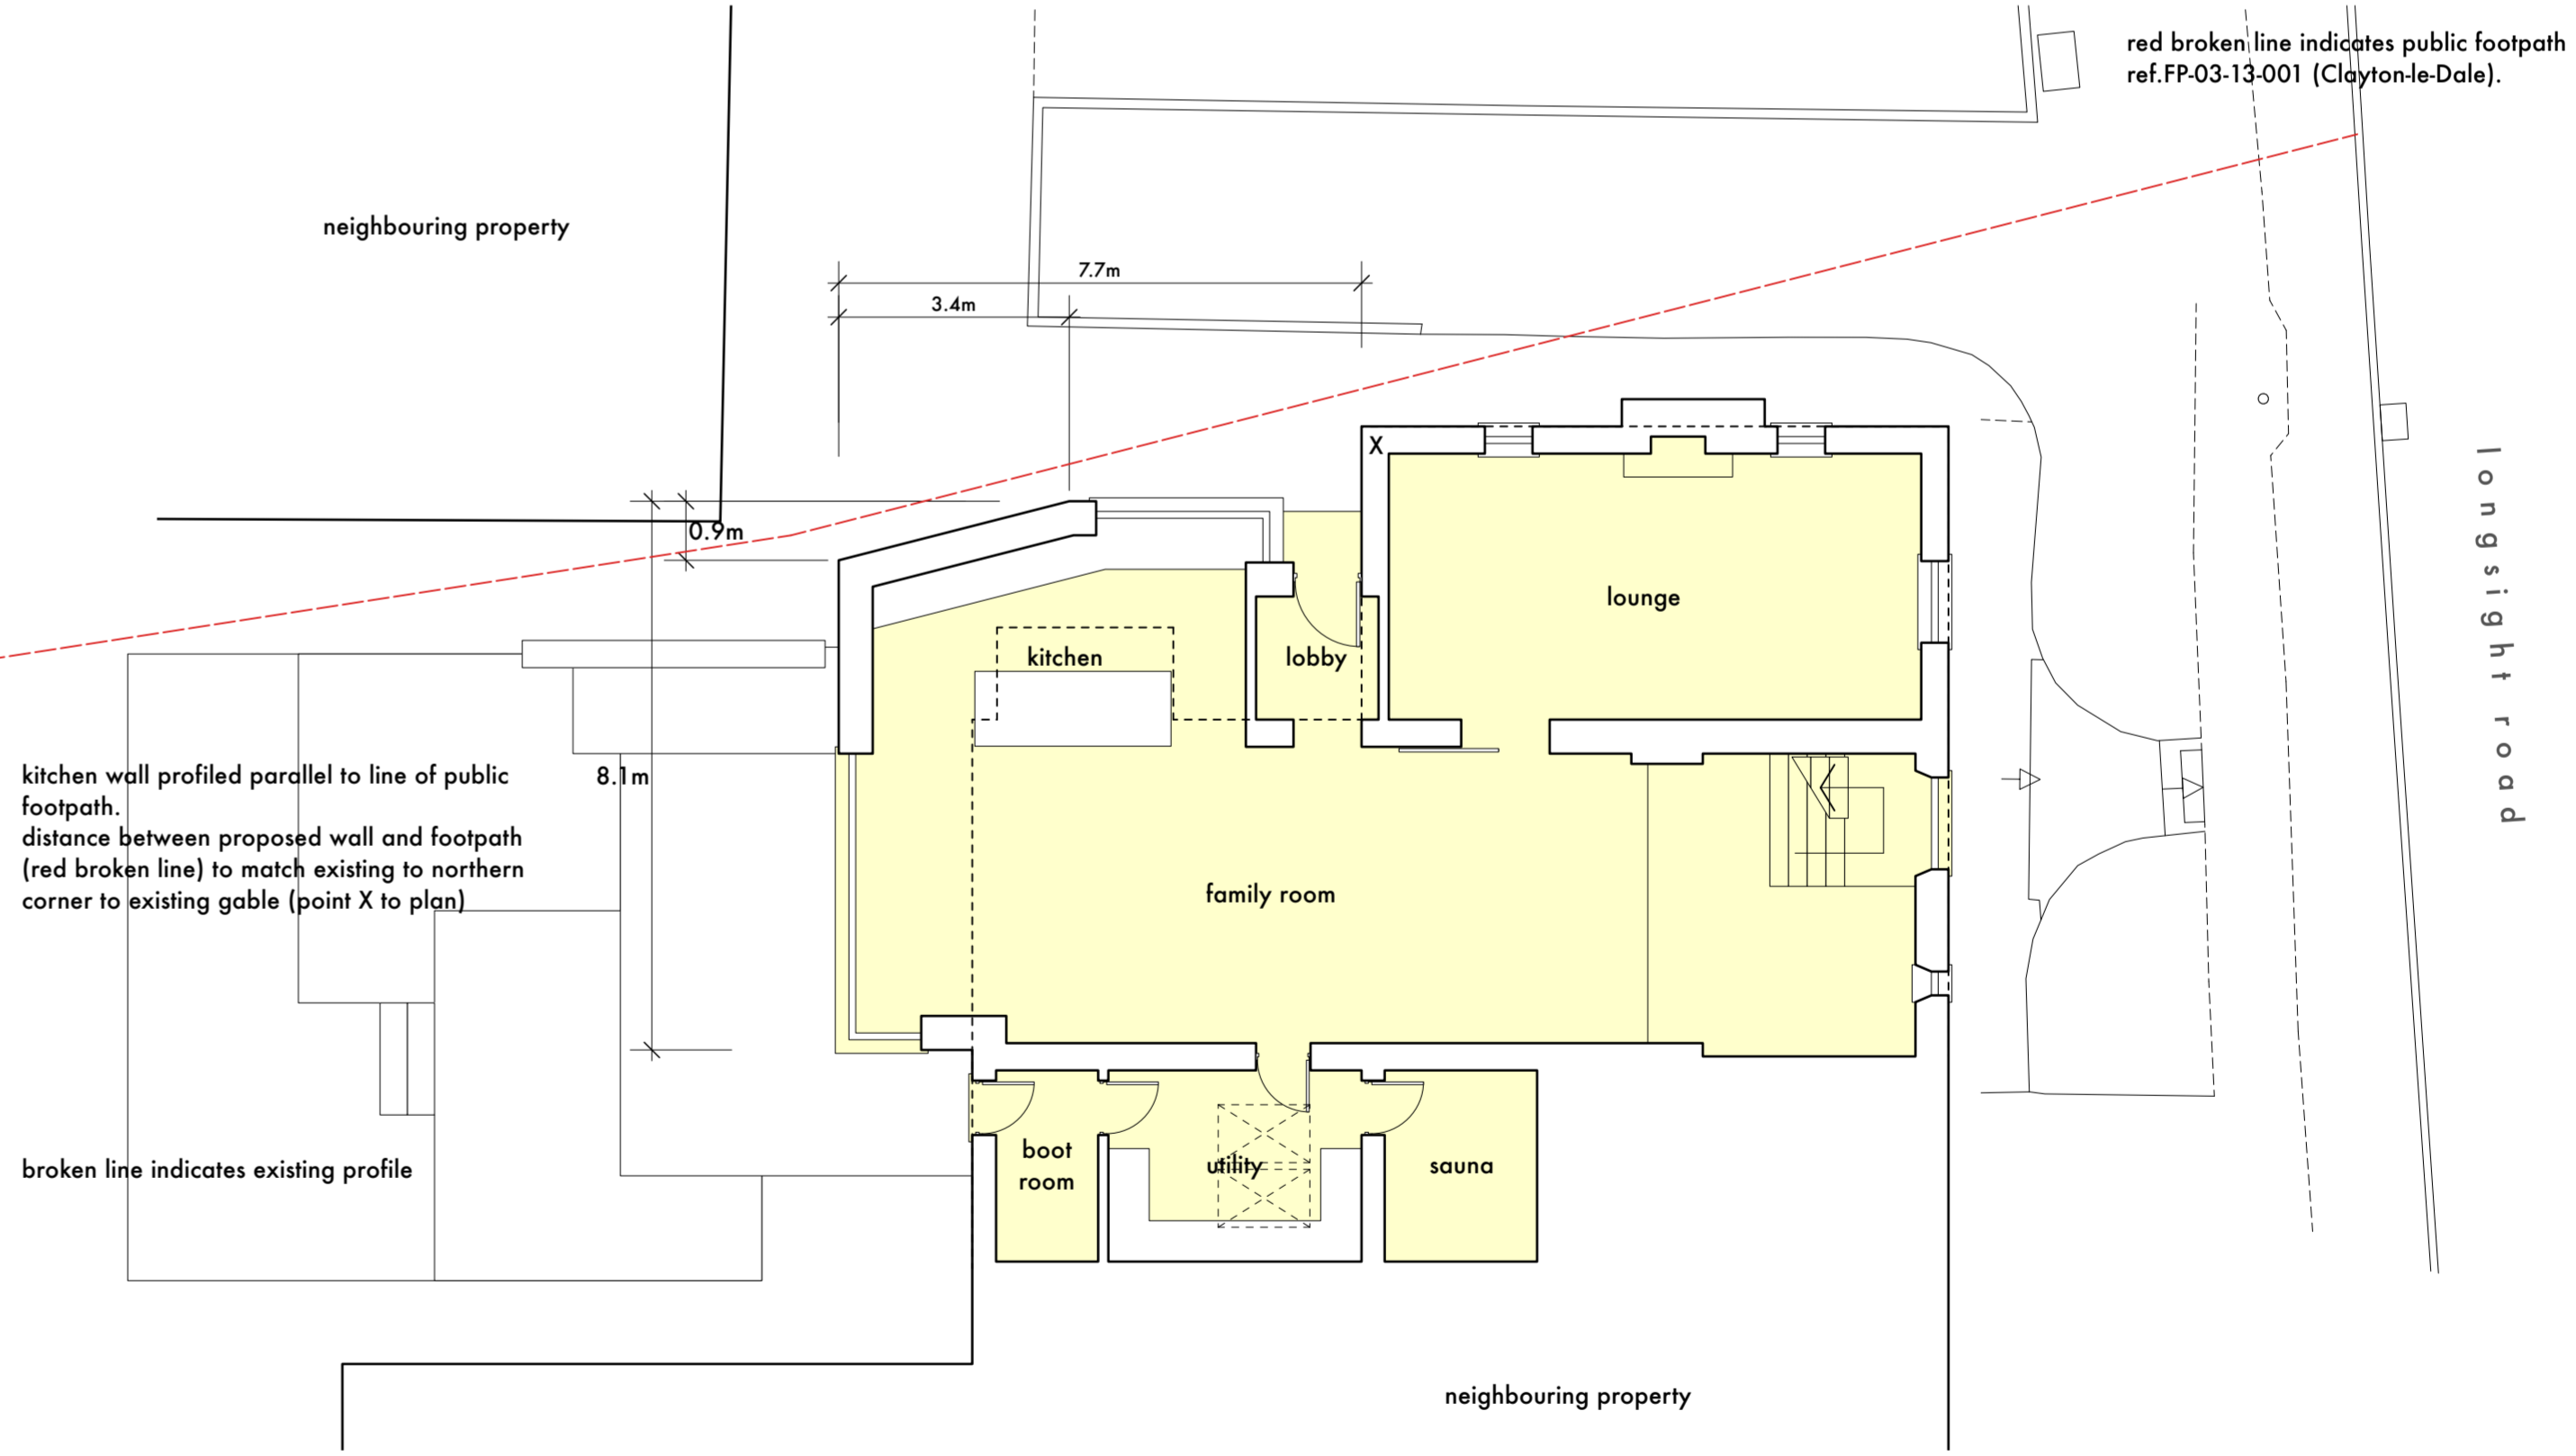 red broken line indicates public footpath
ref.FP-03-13-001 (Clayton-le-Dale).
neighbouring property
7.7m
3.4m
X
0.9m
longsight road
lounge
kitchen
lobby
kitchen wall profiled parallel to line of public
footpath.
distance between proposed wall and footpath
(red broken line) to match existing to northern
corner to existing gable (point X to plan)
8.1m
family room
broken line indicates existing profile
boot
room
utility
sauna
neighbouring property